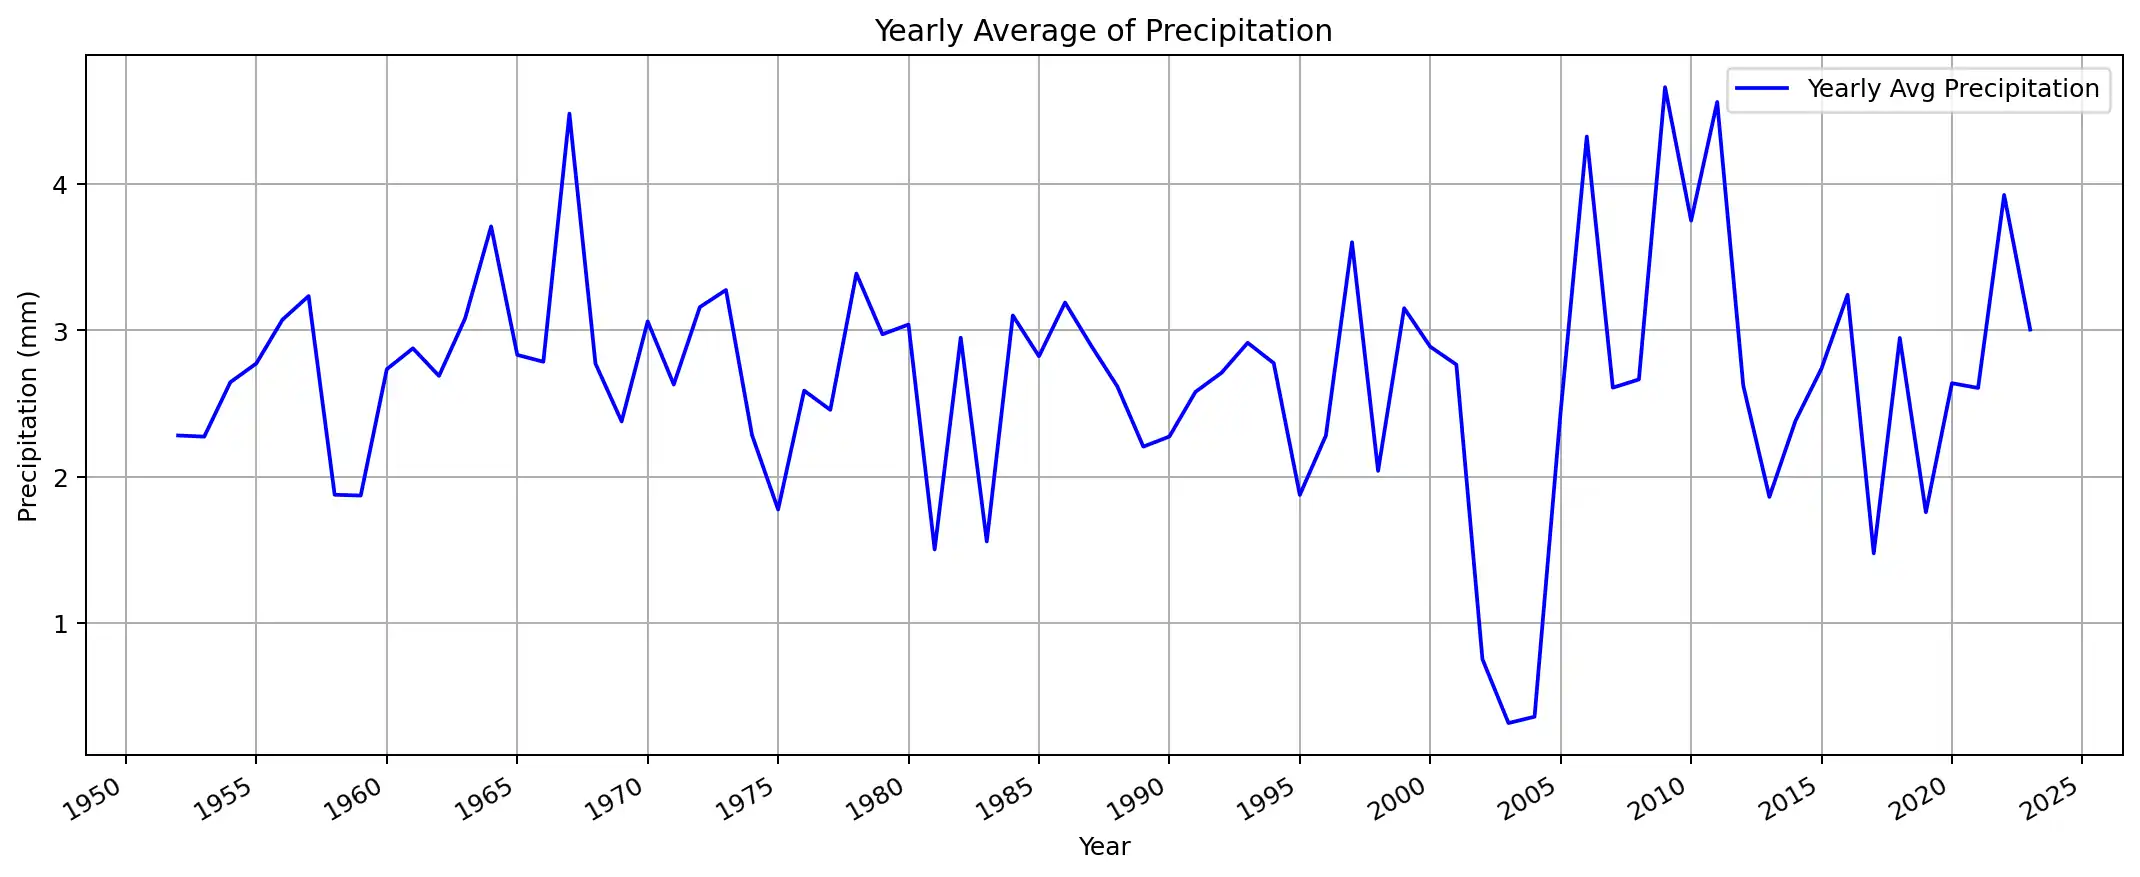 Yearly Average of Precipitation
Yearly Avg Precipitation
Precipitation (mm)
4
3
2
1
1950 1955 1960 1965 1970 1975 1980 1985 1990 1995 2000 2005 2010 2015 2020 2025
Year